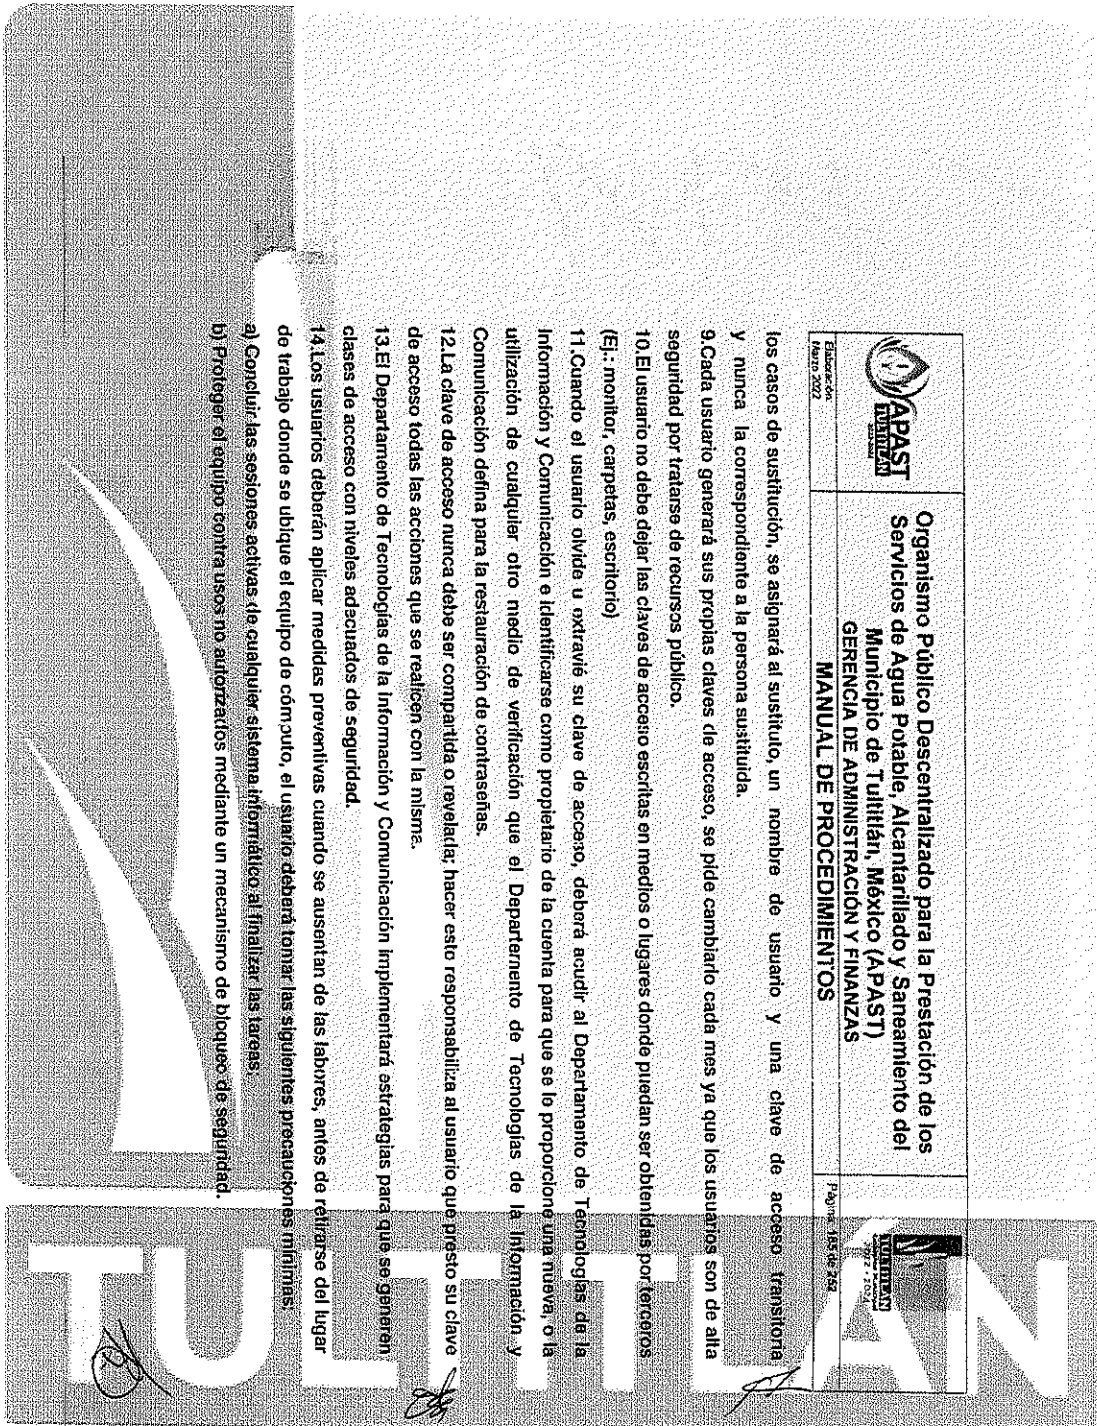 APAST
TULTITLAN
Organismo Público Descentralizado para la Prestación de los
Servicios de Agua Potable, Alcantarillado y Saneamiento del
Municipio de Tultitlán, México (APAST)
GERENCIA DE ADMINISTRACIÓN Y FINANZAS
MANUAL DE PROCEDIMIENTOS
TULTITLAN
2022 - 2024
Elaboración:
Marzo 2022
Página: 185 de 252
los casos de sustitución, se asignará al sustituto, un nombre de usuario y una clave de acceso transitoria
y nunca la correspondiente a la persona sustituida.
9.Cada usuario generará sus propias claves de acceso, se pide cambiarlo cada mes ya que los usuarios son de alta
seguridad por tratarse de recursos público.
10.El usuario no debe dejar las claves de acceso escritas en medios o lugares donde puedan ser obtenidas por terceros
(Ej.: monitor, carpetas, escritorio)
11.Cuando el usuario olvide u extravié su clave de acceso, deberá acudir al Departamento de Tecnologías de la
Información y Comunicación e identificarse como propietario de la cuenta para que se le proporcione una nueva, o la
utilización de cualquier otro medio de verificación que el Departemento de Tecnologías de la Información y
Comunicación defina para la restauración de contraseñas.
12.La clave de acceso nunca debe ser compartida o revelada; hacer esto responsabiliza al usuario que presto su clave
de acceso todas las acciones que se realicen con la misma.
13.El Departamento de Tecnologías de la Información y Comunicación implementará estrategias para que se generen
clases de acceso con niveles adecuados de seguridad.
14.Los usuarios deberán aplicar medidas preventivas cuando se ausentan de las labores, antes de retirarse del lugar
de trabajo donde se ubique el equipo de cómputo, el usuario deberá tomar las siguientes precauciones mínimas:
a) Concluir las sesiones activas de cualquier sistema informático al finalizar las tareas;
b) Proteger el equipo contra usos no autorizados mediante un mecanismo de bloqueo de seguridad.
TULTITLÁN